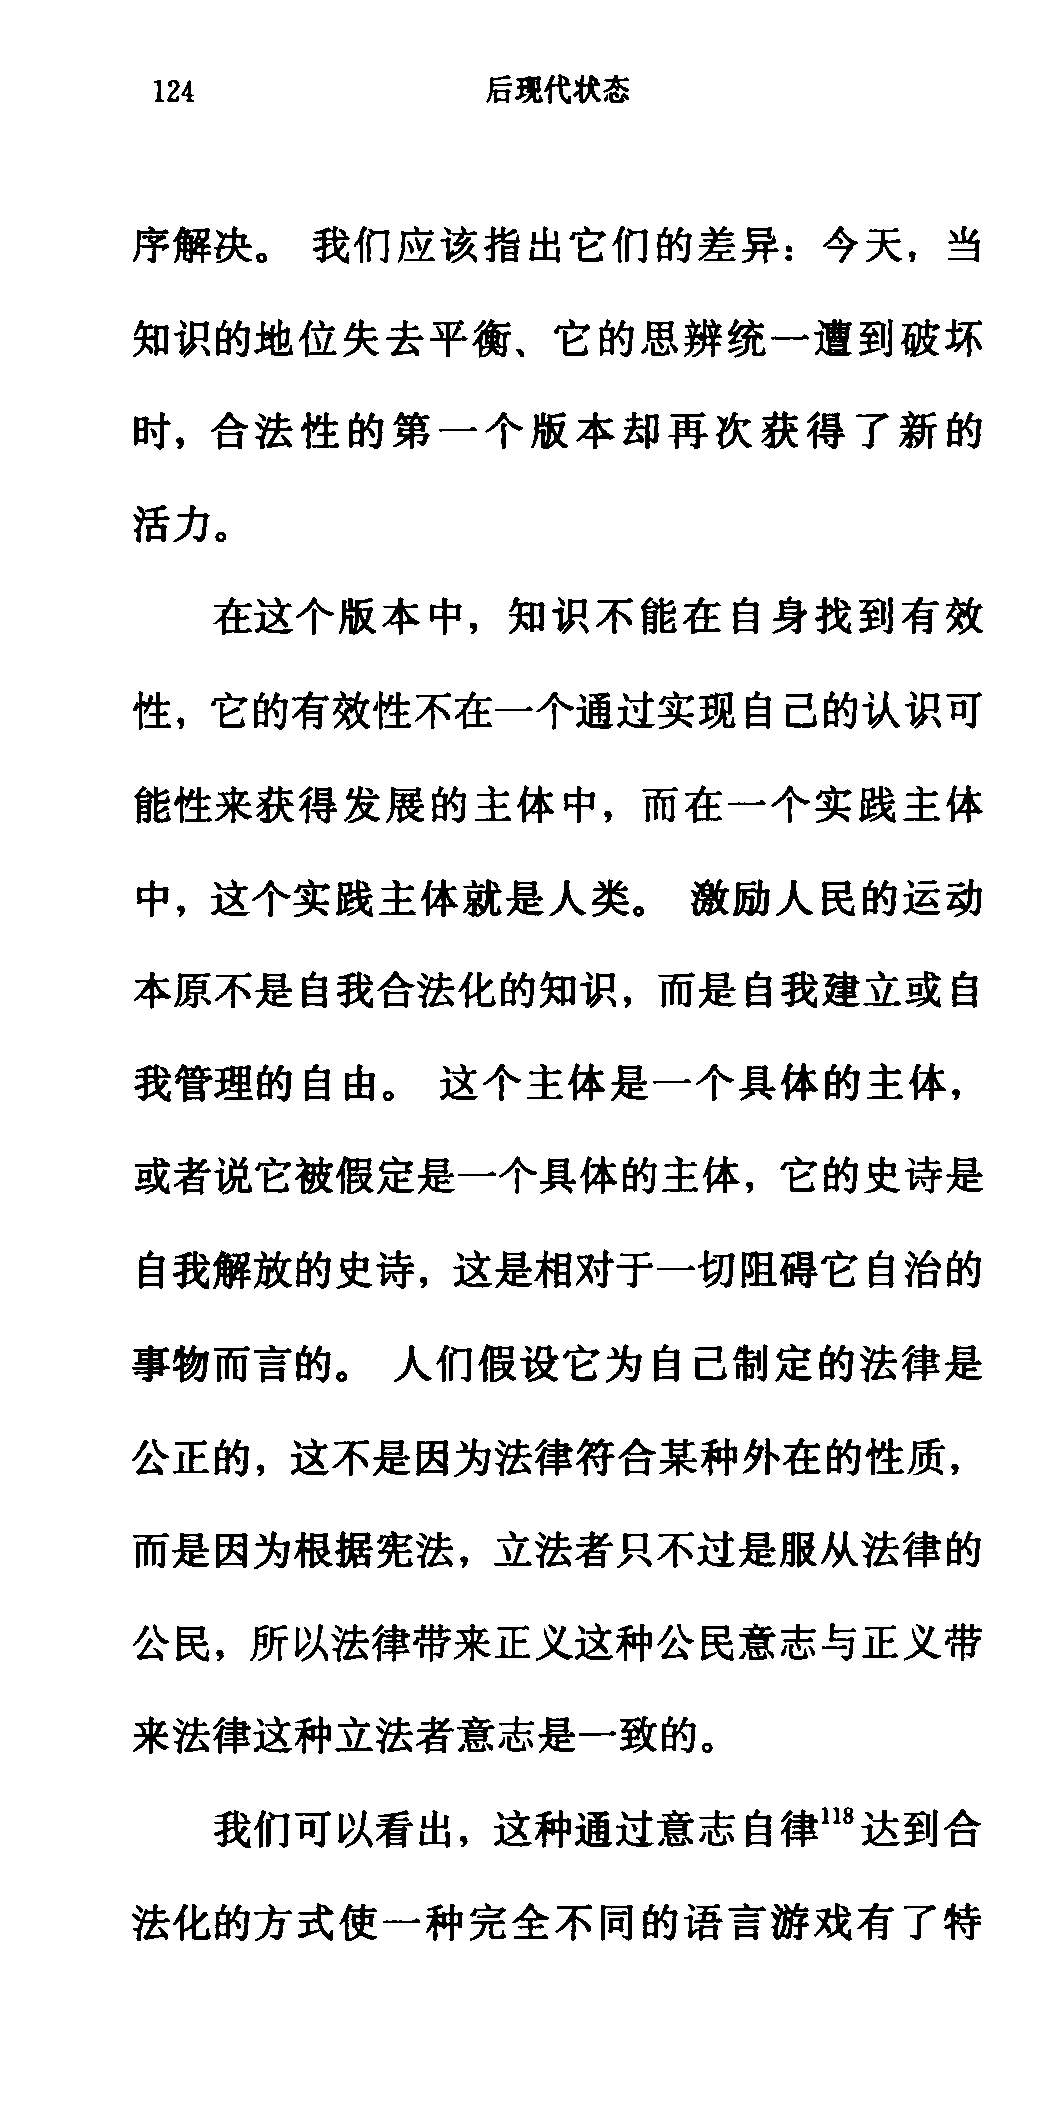 124 后现代状态
序解决。 我们应该指出它们的差异：今天，当
知识的地位失去平衡、它的思辨统一遭到破坏
时，合法性的第一个版本却再次获得了新的
活力。
在这个版本中，知识不能在自身找到有效
性，它的有效性不在一个通过实现自己的认识可
能性来获得发展的主体中，而在一个实践主体
中，这个实践主体就是人类。 激励人民的运动
本原不是自我合法化的知识，而是自我建立或自
我管理的自由。 这个主体是一个具体的主体，
或者说它被假定是一个具体的主体，它的史诗是
自我解放的史诗，这是相对于一切阻碍它自治的
事物而言的。 人们假设它为自己制定的法律是
公正的，这不是因为法律符合某种外在的性质，
而是因为根据宪法，立法者只不过是服从法律的
公民，所以法律带来正义这种公民意志与正义带
来法律这种立法者意志是一致的。
我们可以看出，这种通过意志自律118达到合
法化的方式使一种完全不同的语言游戏有了特